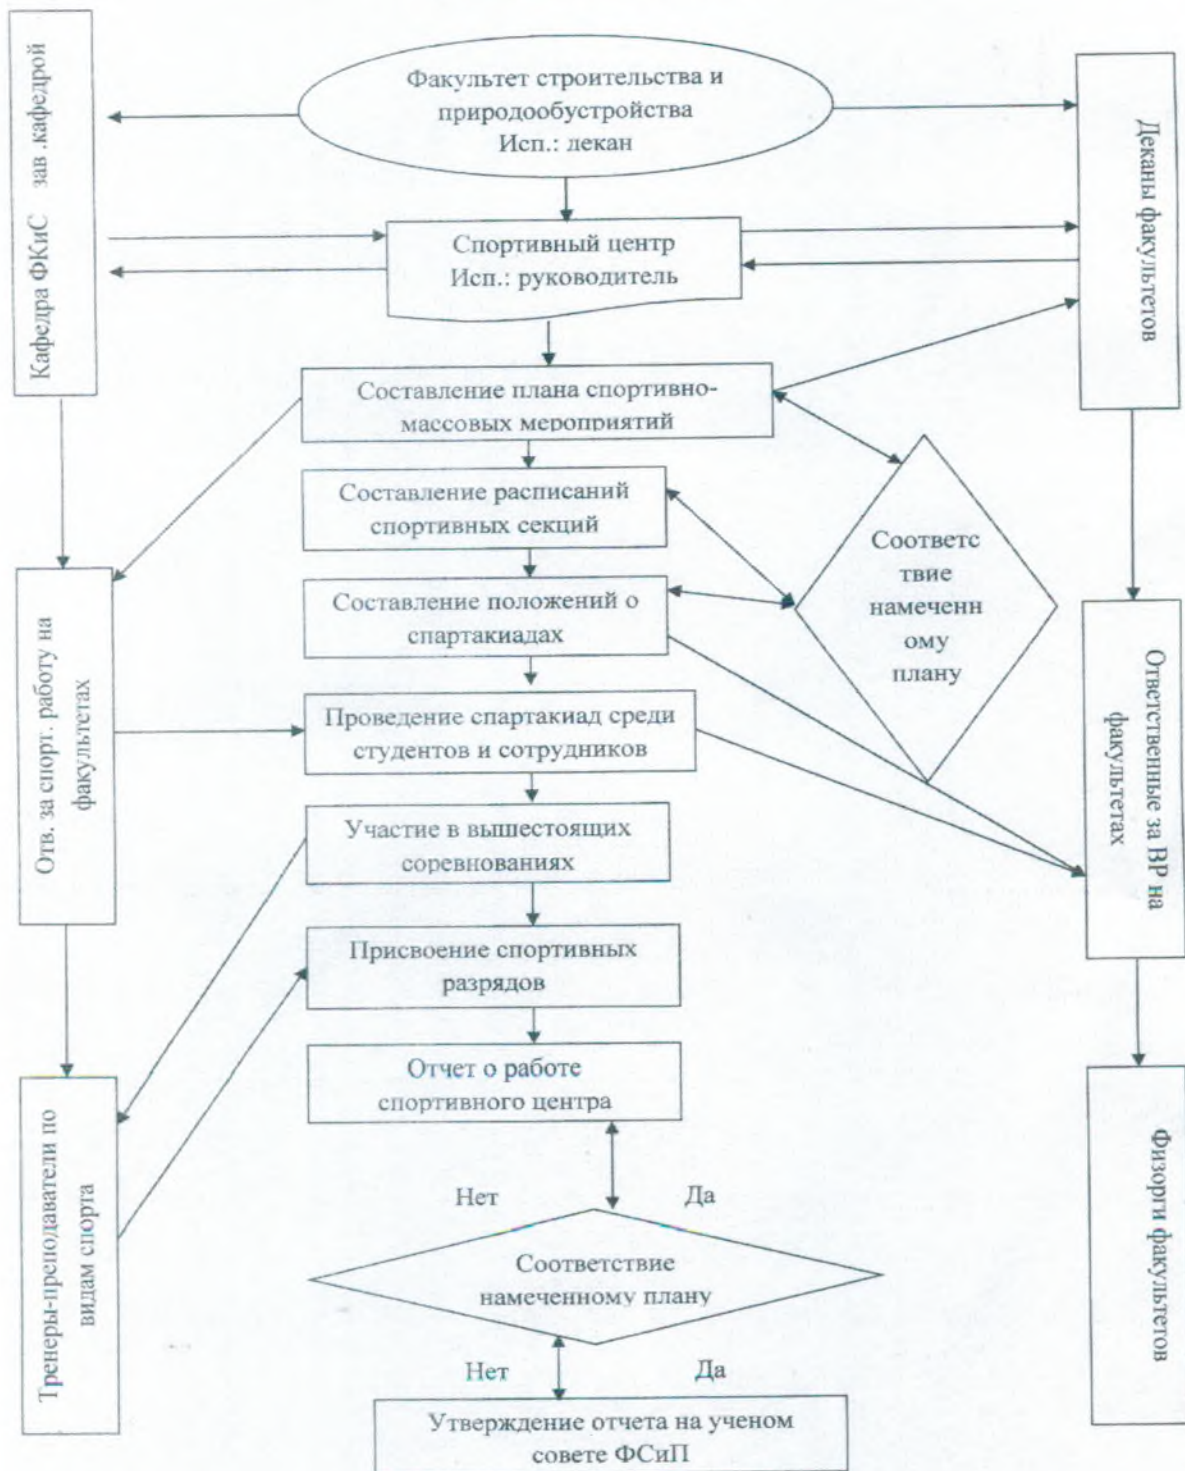 Факультет строительства и
природообустройства
Исп.: лекан
Кафедра ФКиС зав .кафедрой
Деканы факультетов
Спортивный центр
Исп.: руководитель
Составление плана спортивно-
массовых мероприятий
Составление расписаний
спортивных секций
Соответс
твие
намеченн
ому
плану
Составление положений о
спартакиадах
Отв. за спорт. работу на
факультетах
Ответственные за ВР на
факультетах
Проведение спартакиад среди
студентов и сотрудников
Участие в вышестоящих
соревнованиях
Присвоение спортивных
разрядов
Отчет о работе
спортивного центра
Тренеры-преподаватели по
видам спорта
Физорги факультетов
Нет Да
Соответствие
намеченному плану
Нет Да
Утверждение отчета на ученом
совете ФСиП